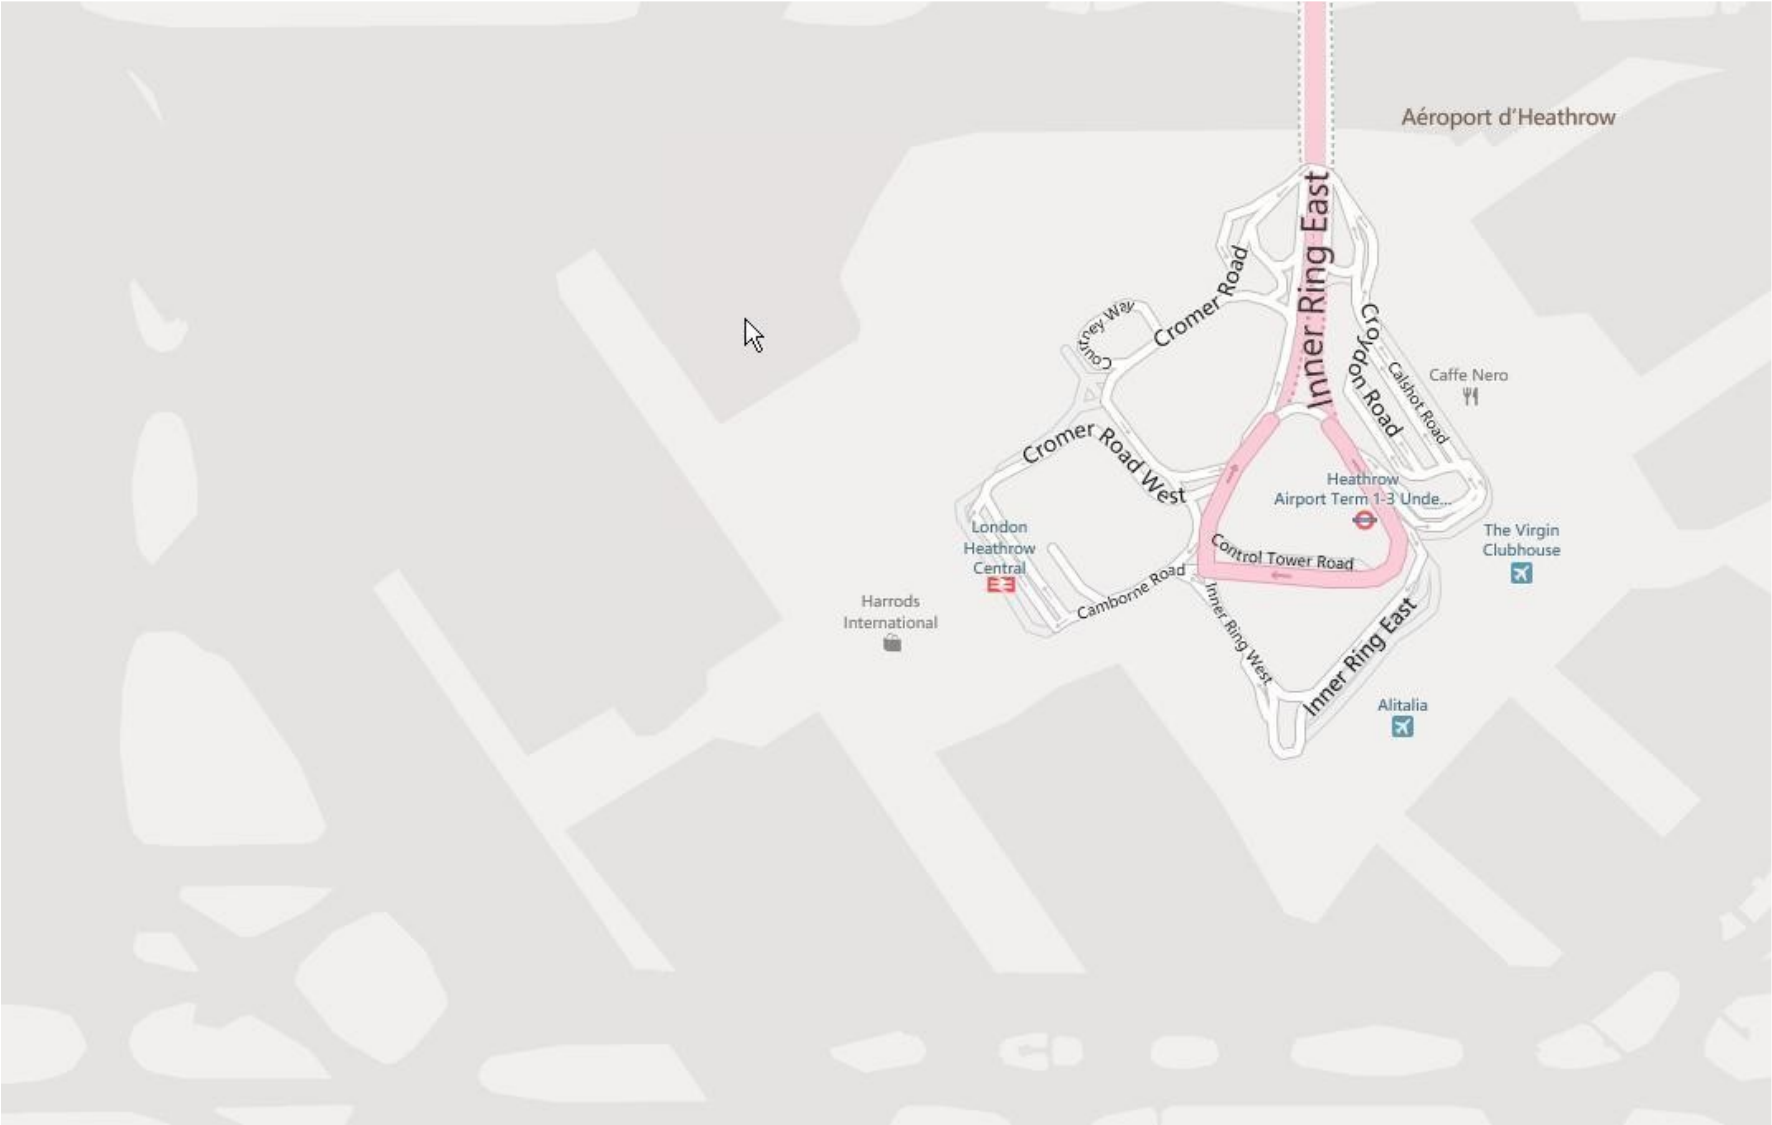 Aéroport d'Heathrow
Inner Ring East
Cromer Road
Courtney Way
Croydon Road
Calshot Road
Caffe Nero
Cromer Road West
Heathrow
Airport Term 1-3 Unde...
London
Heathrow
Central
The Virgin
Clubhouse
Control Tower Road
Camborne Road
Harrods
International
Inner Ring West
Inner Ring East
Alitalia